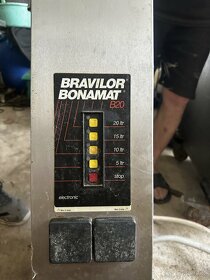 BRAVILOR
BONAMAT
B20
20 ltr
15 ltr
10 ltr
5 ltr
stop
electronic